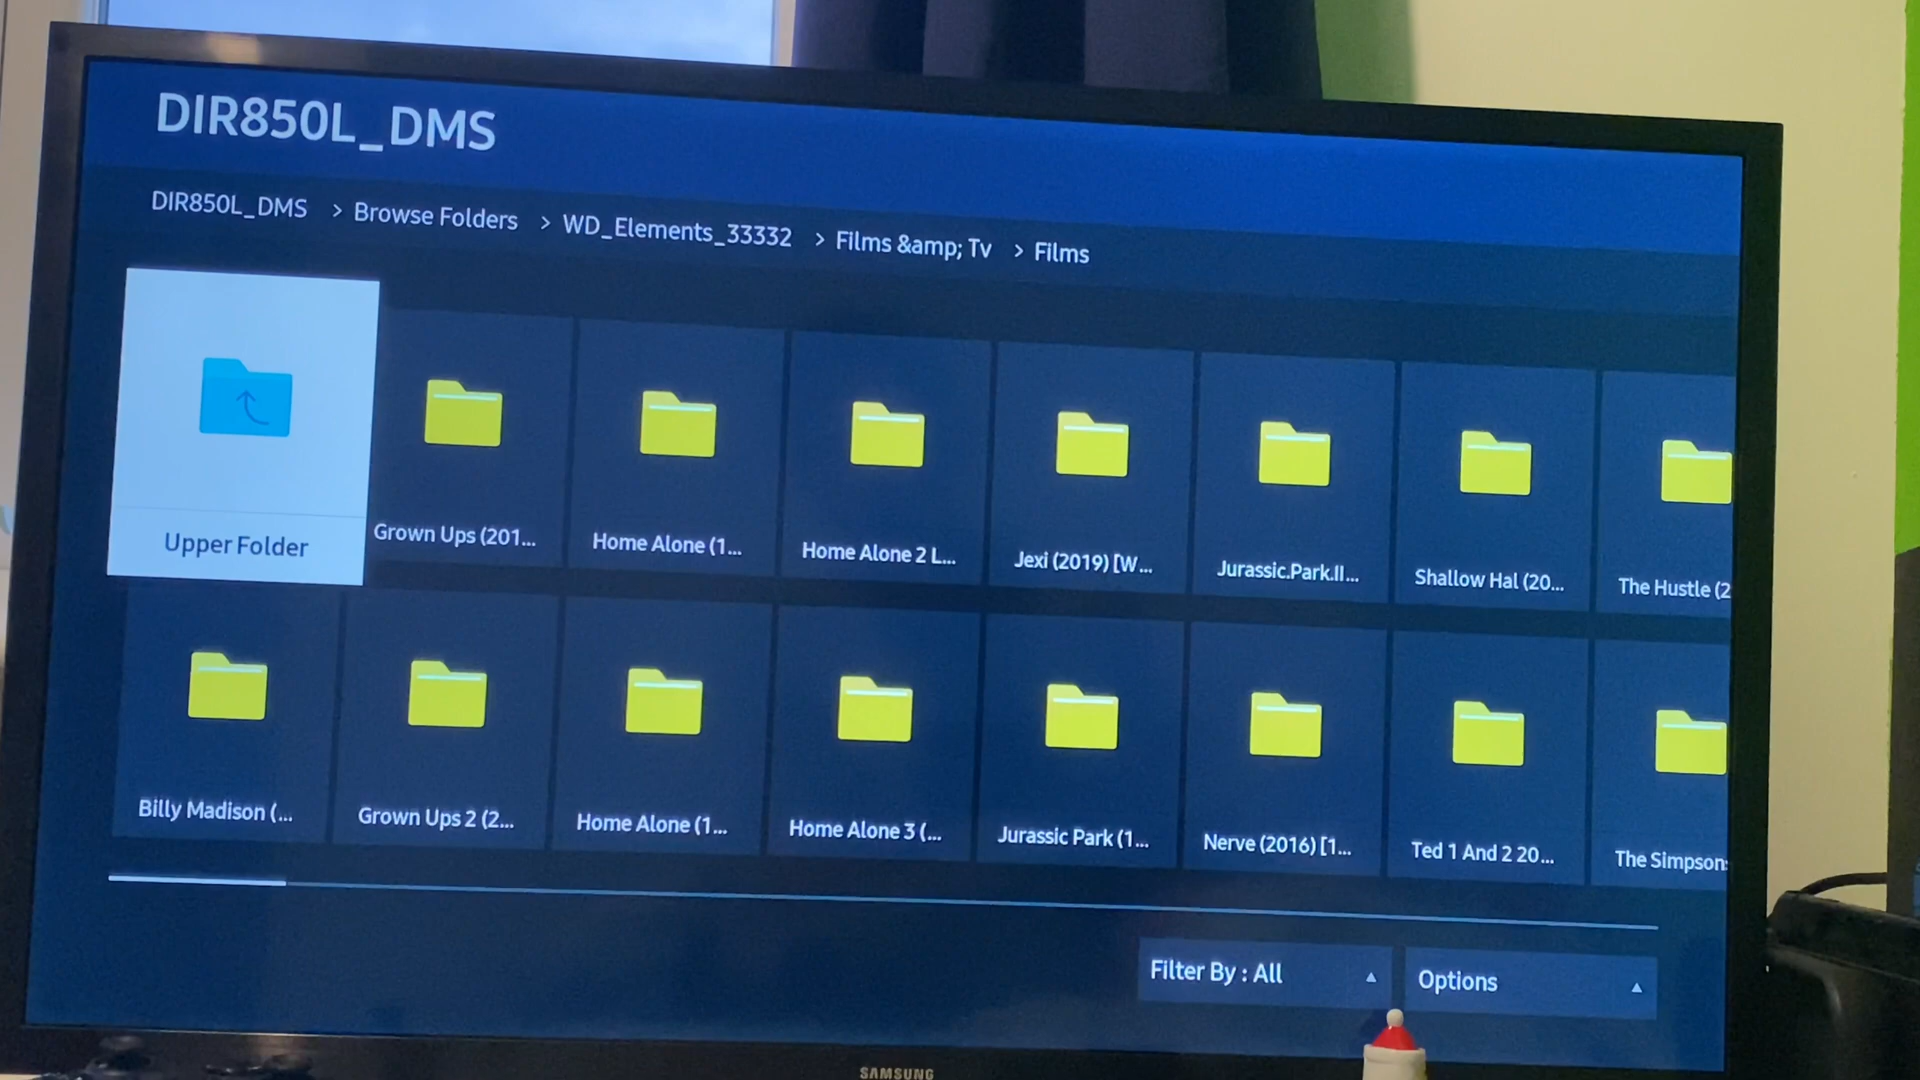 DIR850L_DMS
DIR850L_DMS > Browse Folders > WD_Elements_33332 > Films &amp; Tv > Films
Upper Folder
Grown Ups (201...
Home Alone (1...
Home Alone 2 L...
Jexi (2019) [W...
Jurassic.Park.II...
Shallow Hal (20...
The Hustle (2
Billy Madison (...
Grown Ups 2 (2...
Home Alone (1...
Home Alone 3 (...
Jurassic Park (1...
Nerve (2016) [1...
Ted 1 And 2 20...
The Simpson
Filter By : All
Options
SAMSUNG